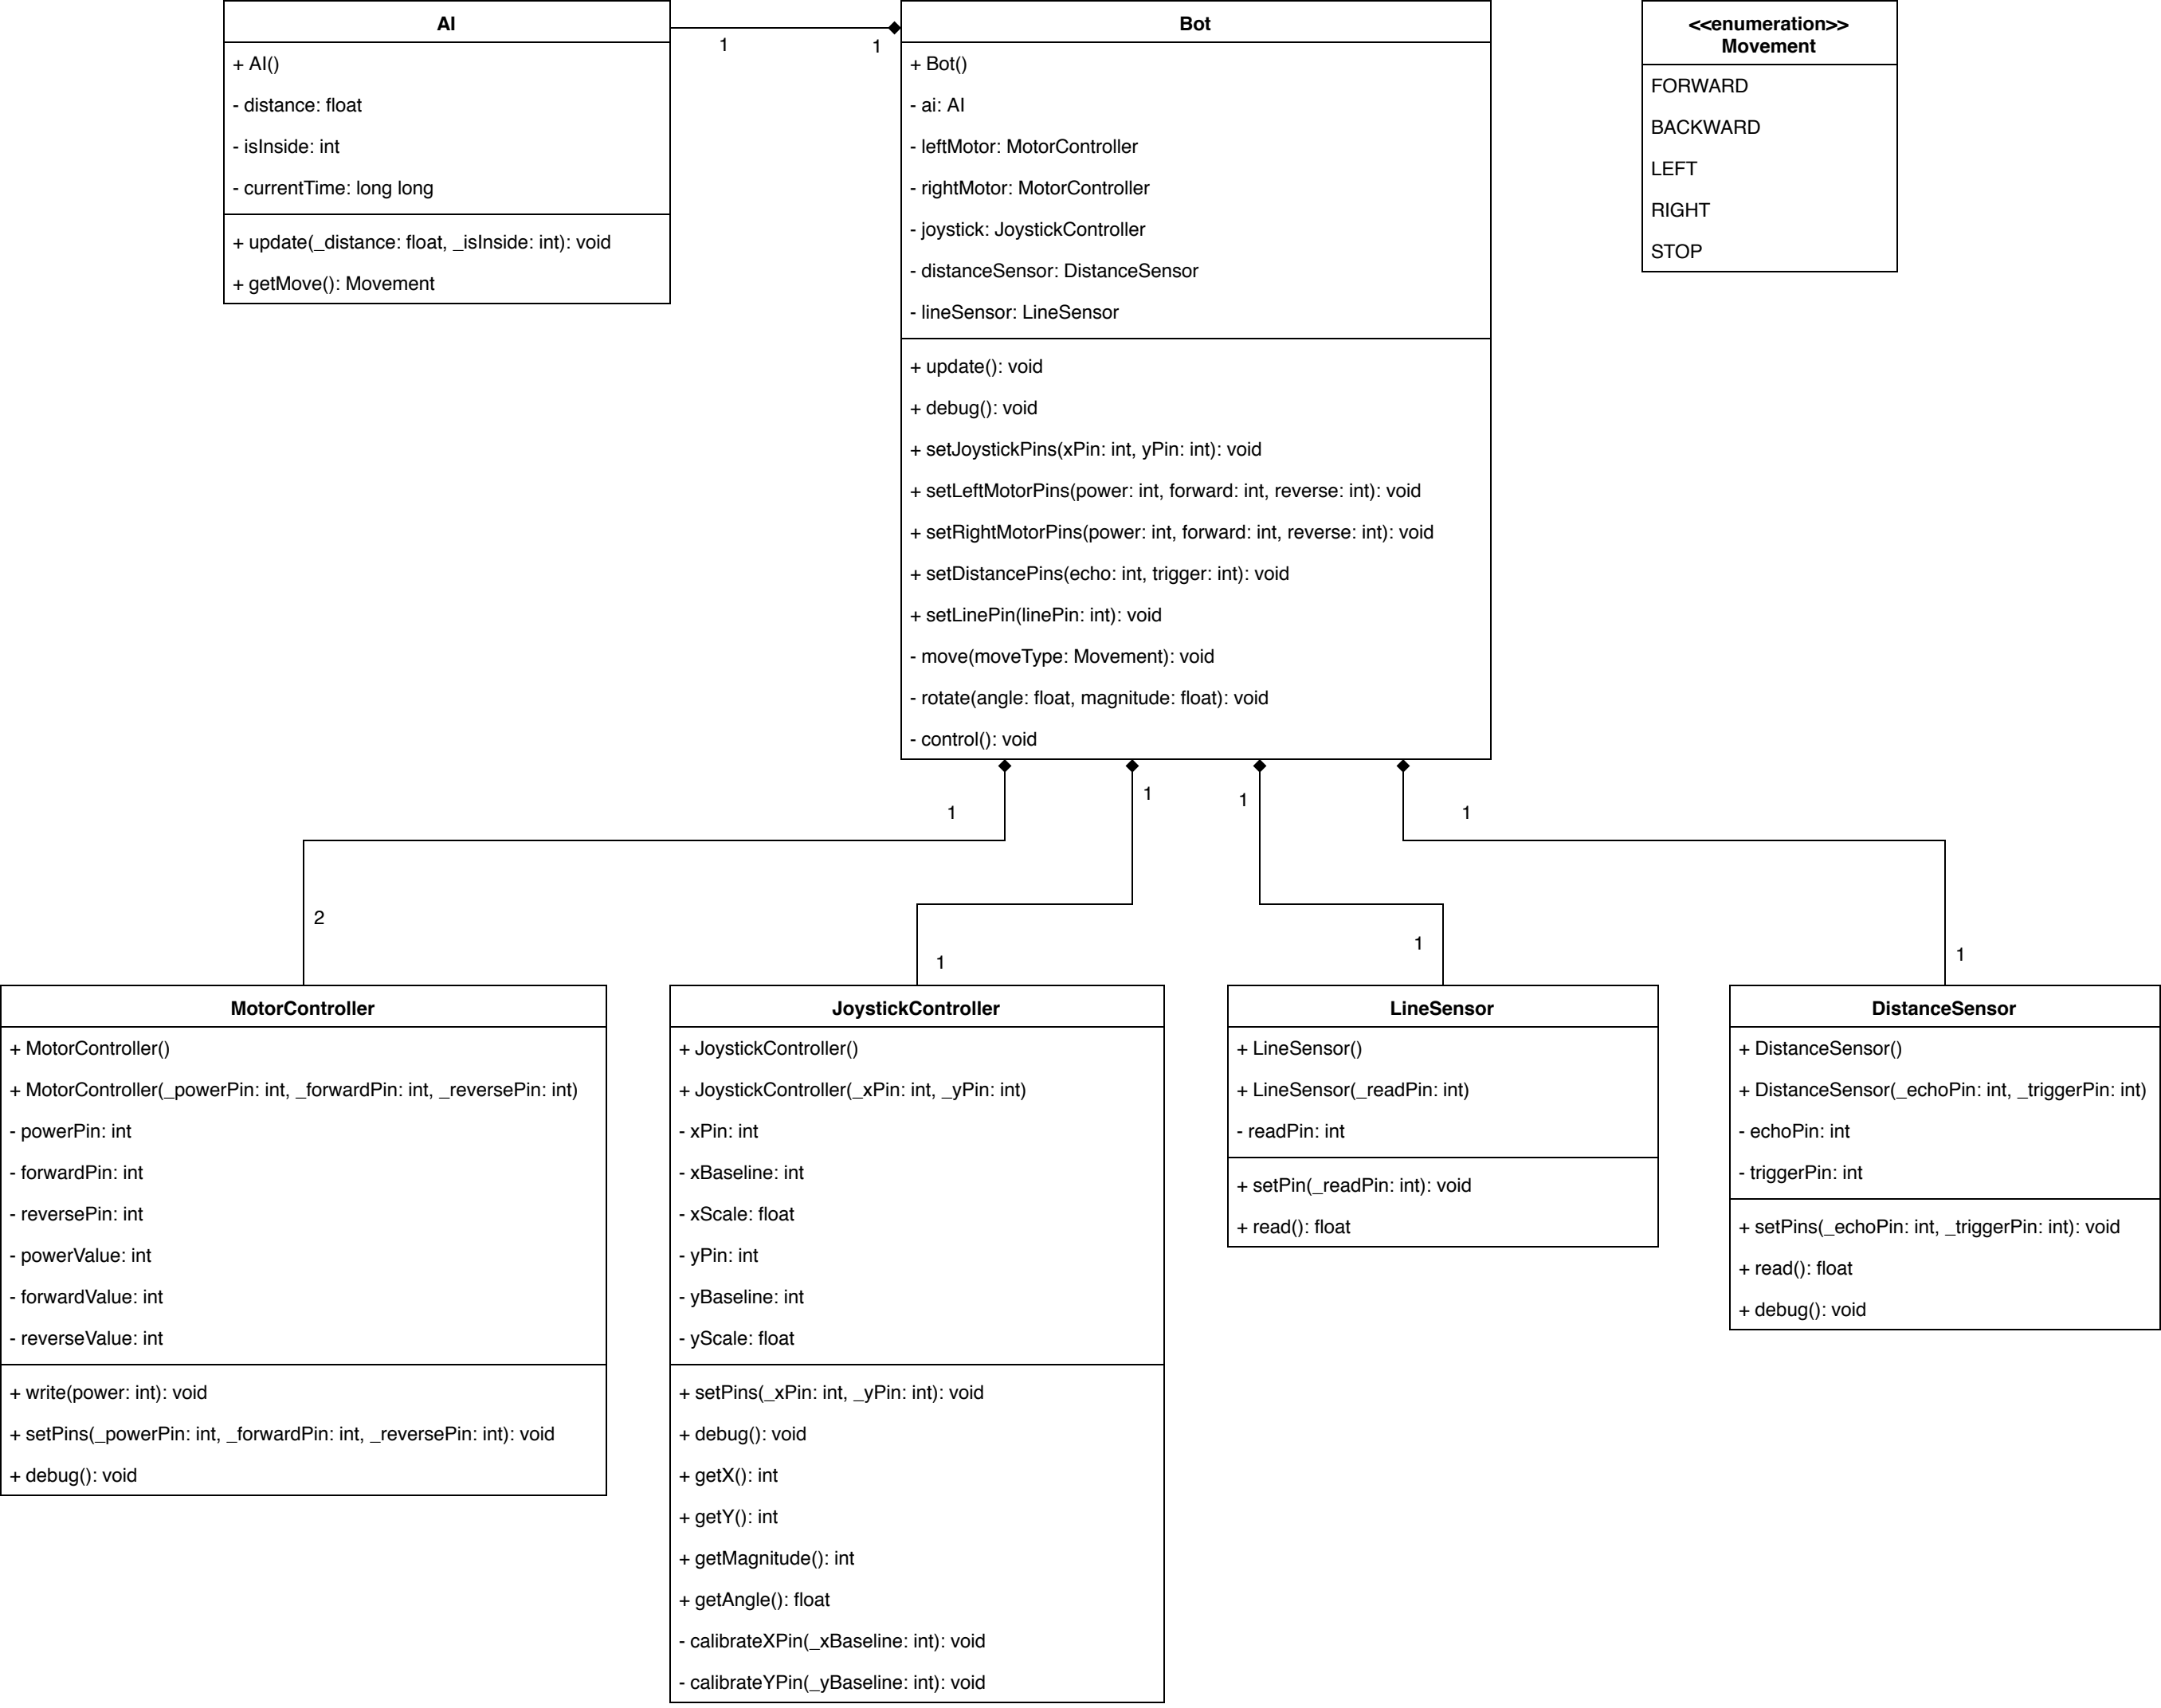 AI
+ AI()
- distance: float
- isInside: int
- currentTime: long long
+ update(_distance: float, _isInside: int): void
+ getMove(): Movement
1
1
Bot
+ Bot()
- ai: AI
- leftMotor: MotorController
- rightMotor: MotorController
- joystick: JoystickController
- distanceSensor: DistanceSensor
- lineSensor: LineSensor
+ update(): void
+ debug(): void
+ setJoystickPins(xPin: int, yPin: int): void
+ setLeftMotorPins(power: int, forward: int, reverse: int): void
+ setRightMotorPins(power: int, forward: int, reverse: int): void
+ setDistancePins(echo: int, trigger: int): void
+ setLinePin(linePin: int): void
- move(moveType: Movement): void
- rotate(angle: float, magnitude: float): void
- control(): void
<<enumeration>>
Movement
FORWARD
BACKWARD
LEFT
RIGHT
STOP
1
1
1
1
2
1
1
1
MotorController
+ MotorController()
+ MotorController(_powerPin: int, _forwardPin: int, _reversePin: int)
- powerPin: int
- forwardPin: int
- reversePin: int
- powerValue: int
- forwardValue: int
- reverseValue: int
+ write(power: int): void
+ setPins(_powerPin: int, _forwardPin: int, _reversePin: int): void
+ debug(): void
JoystickController
+ JoystickController()
+ JoystickController(_xPin: int, _yPin: int)
- xPin: int
- xBaseline: int
- xScale: float
- yPin: int
- yBaseline: int
- yScale: float
+ setPins(_xPin: int, _yPin: int): void
+ debug(): void
+ getX(): int
+ getY(): int
+ getMagnitude(): int
+ getAngle(): float
- calibrateXPin(_xBaseline: int): void
- calibrateYPin(_yBaseline: int): void
LineSensor
+ LineSensor()
+ LineSensor(_readPin: int)
- readPin: int
+ setPin(_readPin: int): void
+ read(): float
DistanceSensor
+ DistanceSensor()
+ DistanceSensor(_echoPin: int, _triggerPin: int)
- echoPin: int
- triggerPin: int
+ setPins(_echoPin: int, _triggerPin: int): void
+ read(): float
+ debug(): void